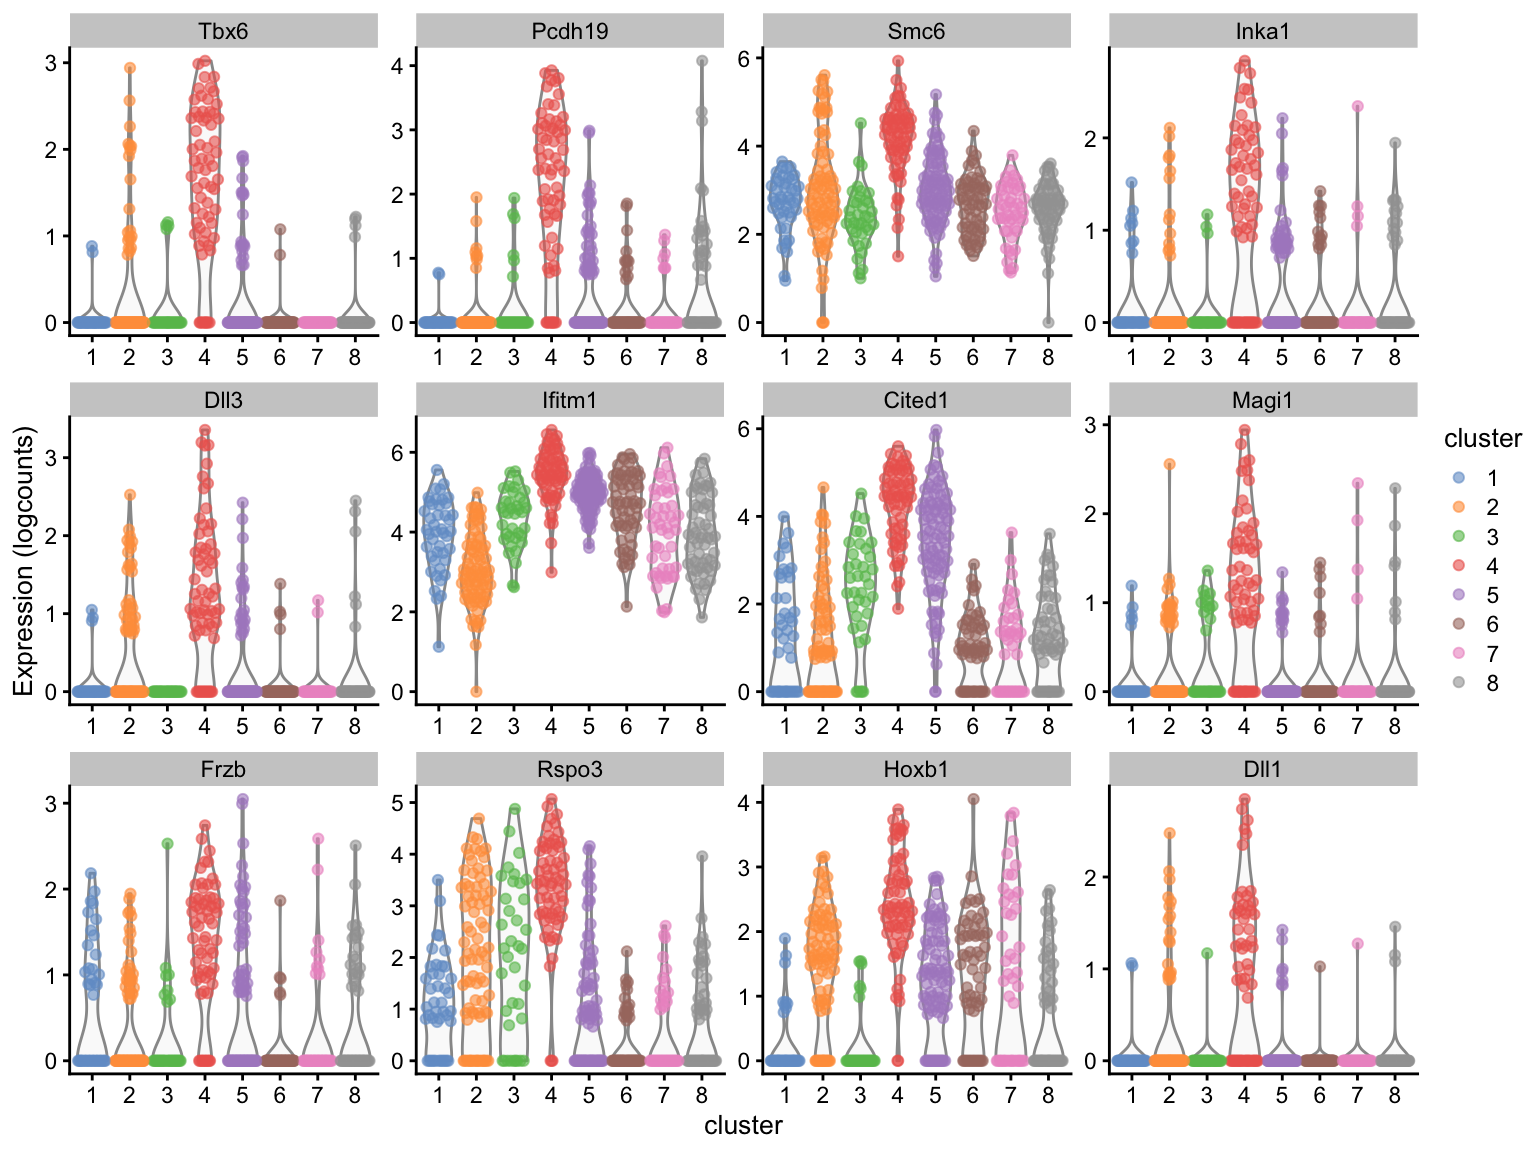 Tbx6 Pcdh19 Smc6 Inka1
3 2 1 0
4 3 2 1 0
6 4 2 0
2 1 0
1 2 3 4 5 6 7 8 1 2 3 4 5 6 7 8 1 2 3 4 5 6 7 8 1 2 3 4 5 6 7 8
Dll3 Ifitm1 Cited1 Magi1
3 2 1 0
6 4 2 0
6 4 2 0
3 2 1 0
1 2 3 4 5 6 7 8 1 2 3 4 5 6 7 8 1 2 3 4 5 6 7 8 1 2 3 4 5 6 7 8
Frzb Rspo3 Hoxb1 Dll1
3 2 1 0
5 4 3 2 1 0
4 3 2 1 0
2 1 0
1 2 3 4 5 6 7 8 1 2 3 4 5 6 7 8 1 2 3 4 5 6 7 8 1 2 3 4 5 6 7 8
Expression (logcounts)
cluster
cluster
1
2
3
4
5
6
7
8